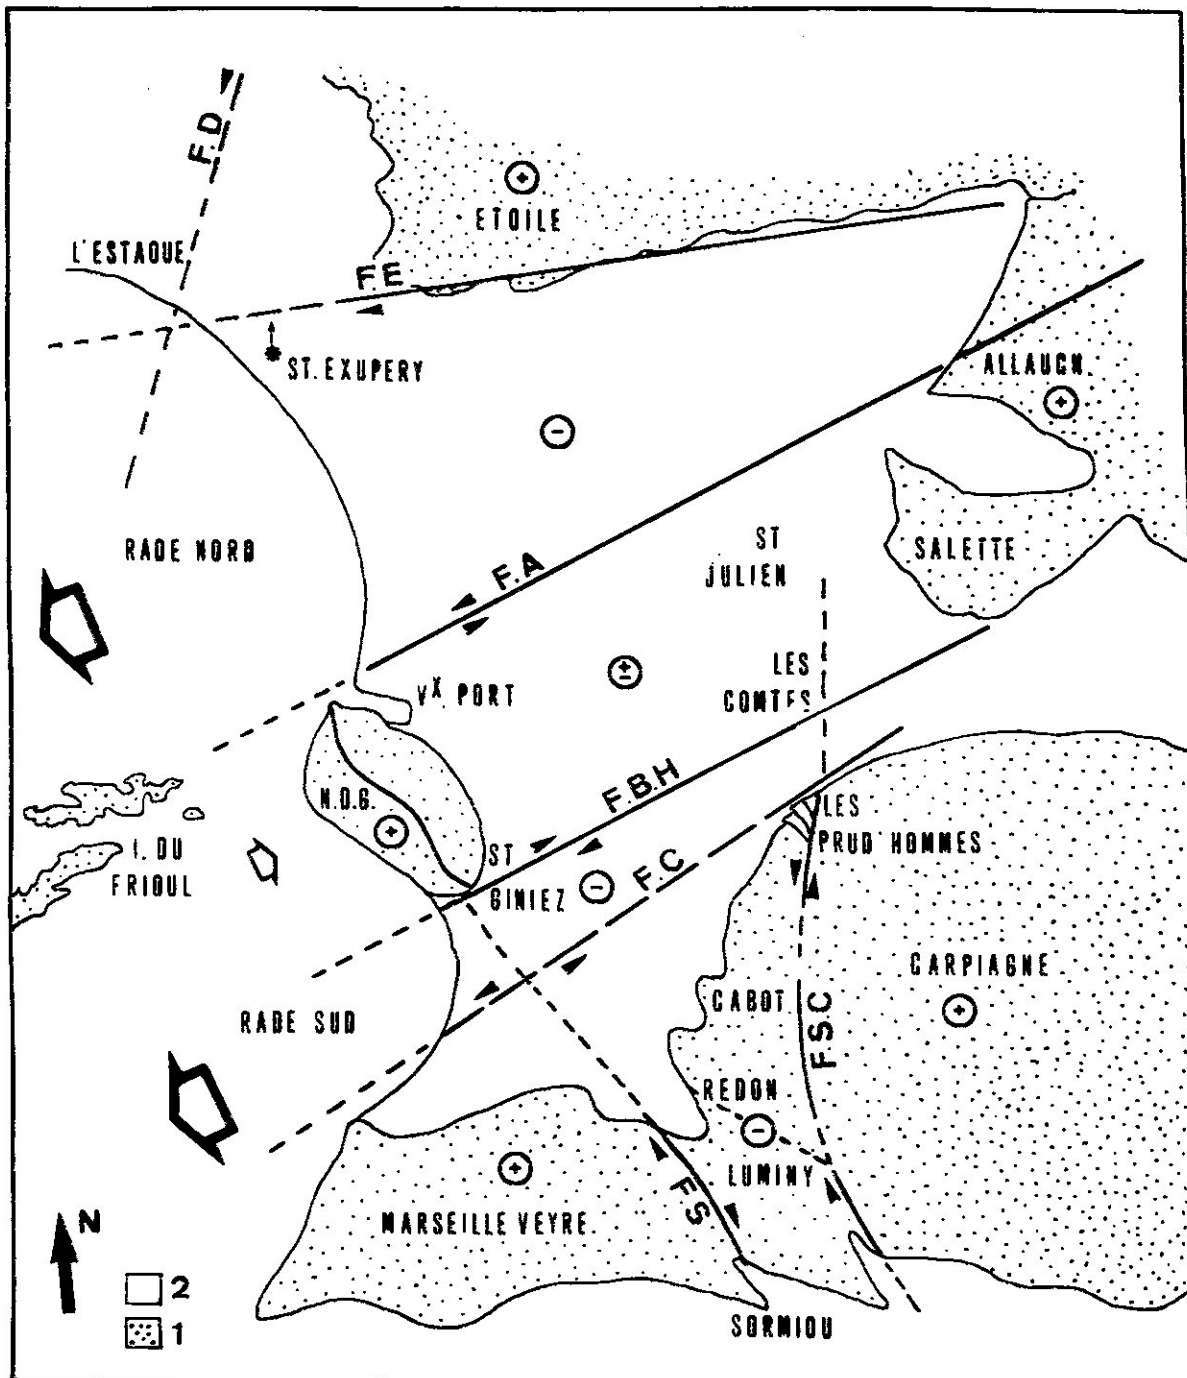 F.D
L'ESTAQUE
ETOILE
F.E
ST. EXUPERY
ALLAUCH.
RADE NORD
ST
JULIEN
SALETTE
F.A
LES
COMTES
VX. PORT
N.D.G.
F.B.H
I. DU
FRIOUL
ST
GINIEZ
F.C
LES
PRUD'HOMMES
RADE SUD
CABOT
CARPIAGNE
F S C
REDON
LUMINY
F S
MARSEILLE VEYRE.
N
2
1
SORMIOU